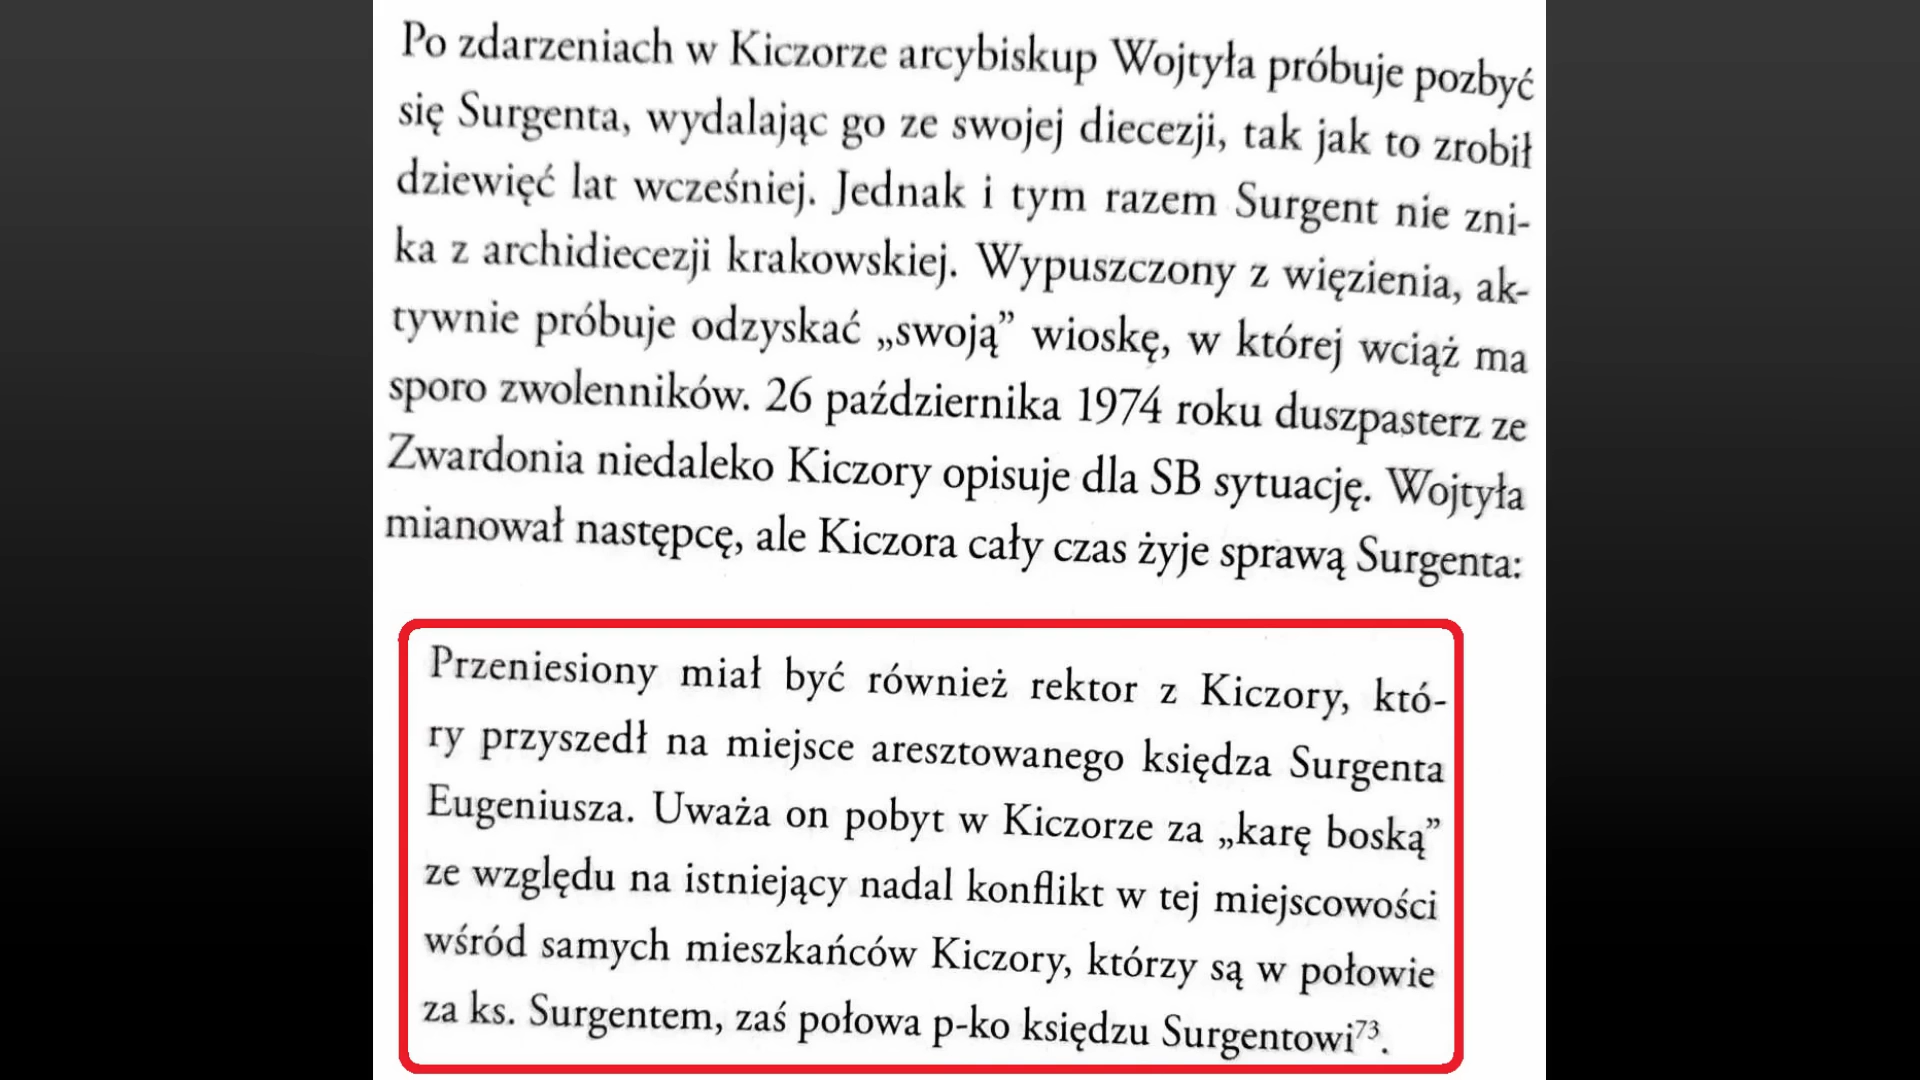 Po zdarzeniach w Kiczorze arcybiskup Wojtyła próbuje pozbyć
się Surgenta, wydalając go ze swojej diecezji, tak jak to zrobił
dziewięć lat wcześniej. Jednak i tym razem Surgent nie zni-
ka z archidiecezji krakowskiej. Wypuszczony z więzienia, ak-
tywnie próbuje odzyskać „swoją” wioskę, w której wciąż ma
sporo zwolenników. 26 października 1974 roku duszpasterz ze
Zwardonia niedaleko Kiczory opisuje dla SB sytuację. Wojtyła
mianował następcę, ale Kiczora cały czas żyje sprawą Surgenta:
Przeniesiony miał być również rektor z Kiczory, któ-
ry przyszedł na miejsce aresztowanego księdza Surgenta
Eugeniusza. Uważa on pobyt w Kiczorze za „karę boską”
ze względu na istniejący nadal konflikt w tej miejscowości
wśród samych mieszkańców Kiczory, którzy są w połowie
za ks. Surgentem, zaś połowa p-ko księdzu Surgentowi⁷³.